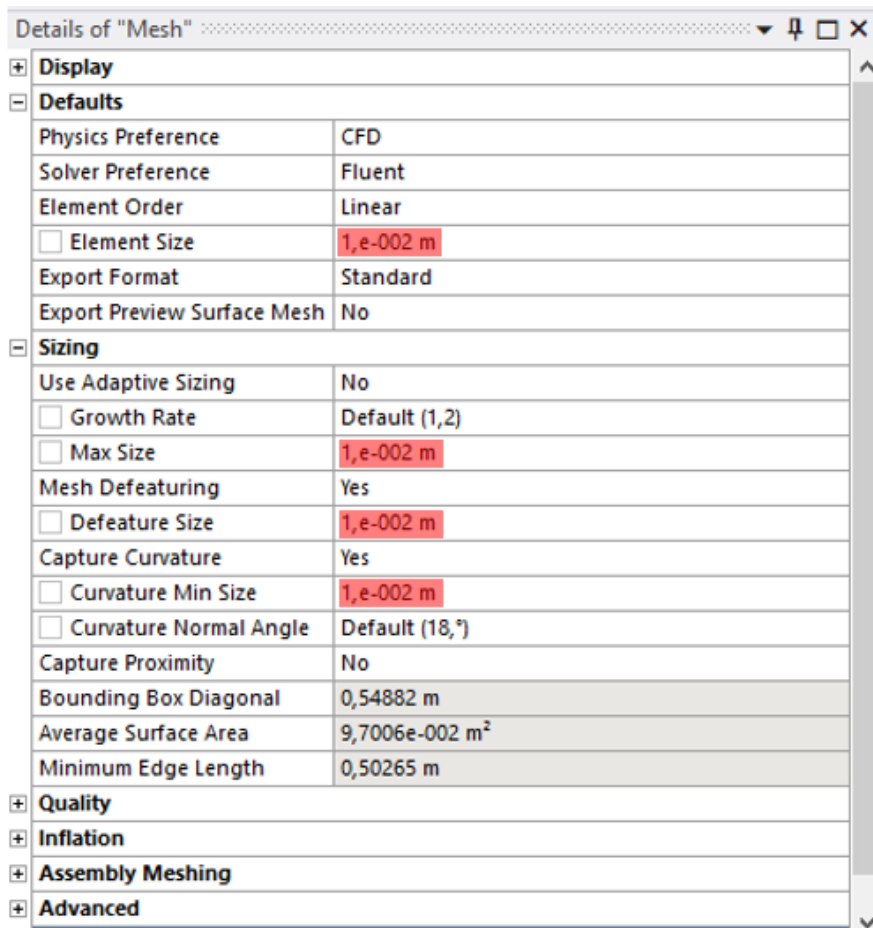 Details of "Mesh"
Display
Defaults
Physics Preference CFD
Solver Preference Fluent
Element Order Linear
Element Size 1,e-002 m
Export Format Standard
Export Preview Surface Mesh No
Sizing
Use Adaptive Sizing No
Growth Rate Default (1,2)
Max Size 1,e-002 m
Mesh Defeaturing Yes
Defeature Size 1,e-002 m
Capture Curvature Yes
Curvature Min Size 1,e-002 m
Curvature Normal Angle Default (18,°)
Capture Proximity No
Bounding Box Diagonal 0,54882 m
Average Surface Area 9,7006e-002 m²
Minimum Edge Length 0,50265 m
Quality
Inflation
Assembly Meshing
Advanced